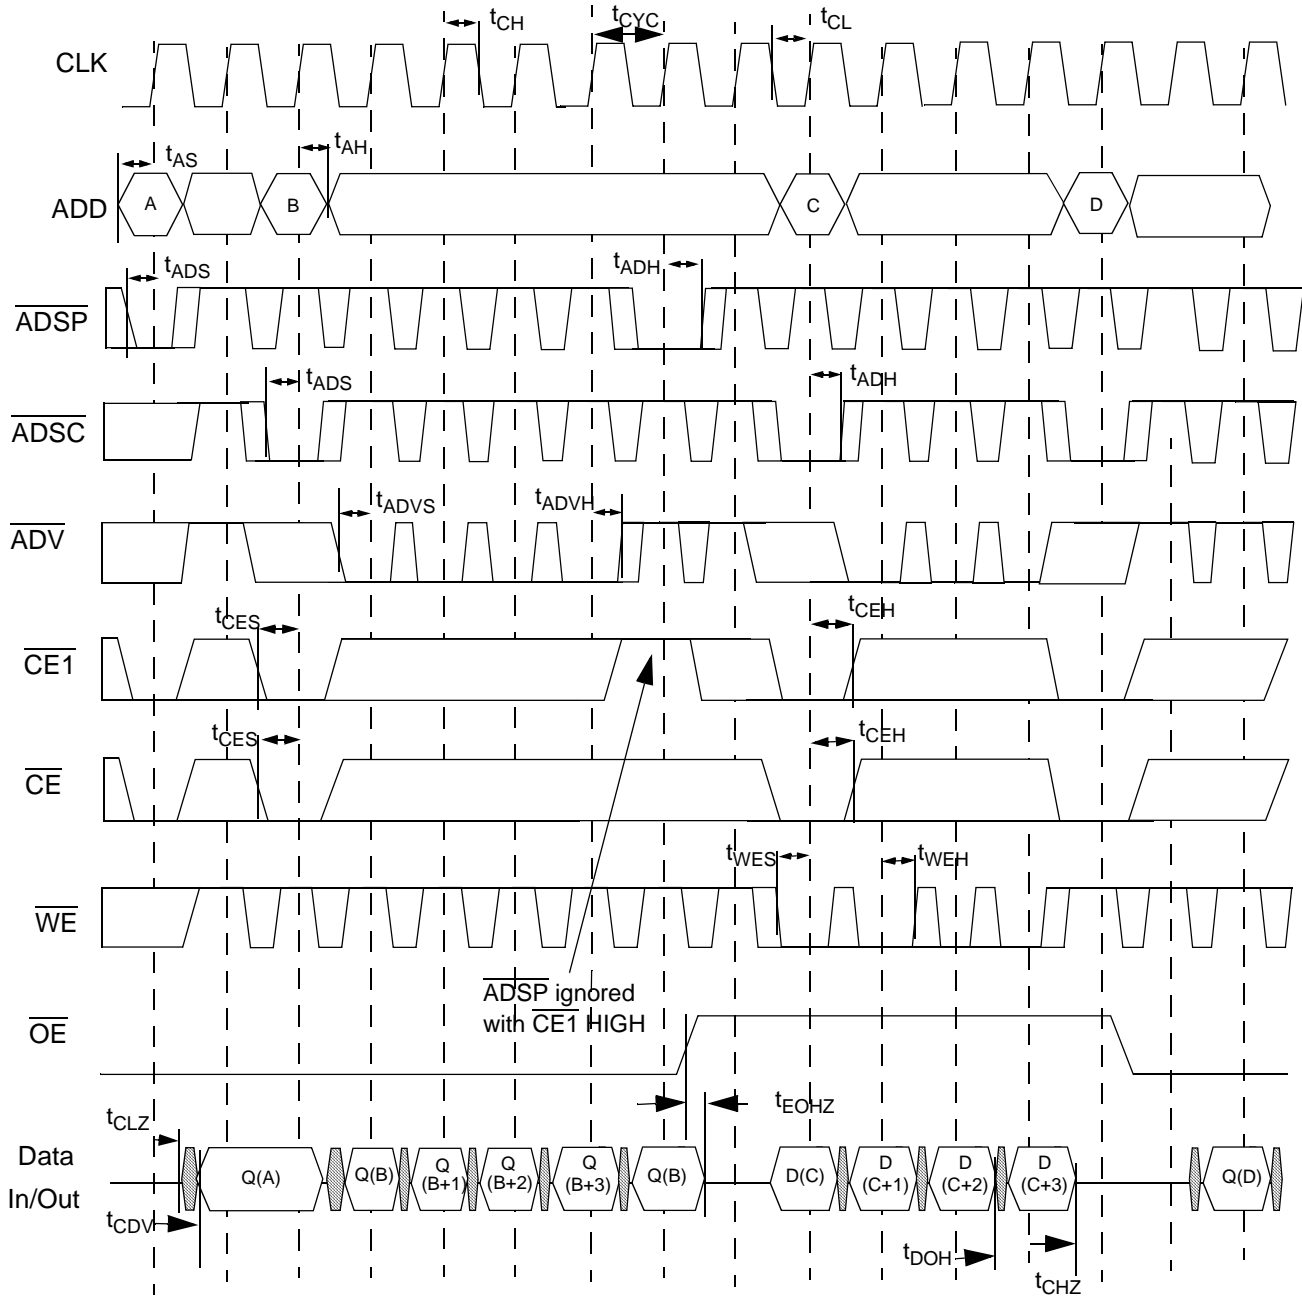 tCH tCYC tCL
CLK
tAS tAH
ADD A B C D
tADS tADH
ADSP
tADS tADH
ADSC
tADVS tADVH
ADV
tCES tCEH
CE1
tCES tCEH
CE
tWES tWEH
WE
ADSP ignored
with CE1 HIGH
OE
tCLZ tEOHZ
Data
In/Out
Q(A) Q(B) Q (B+1) Q (B+2) Q (B+3) Q(B) D(C) D (C+1) D (C+2) D (C+3) Q(D)
tCDV tDOH tCHZ